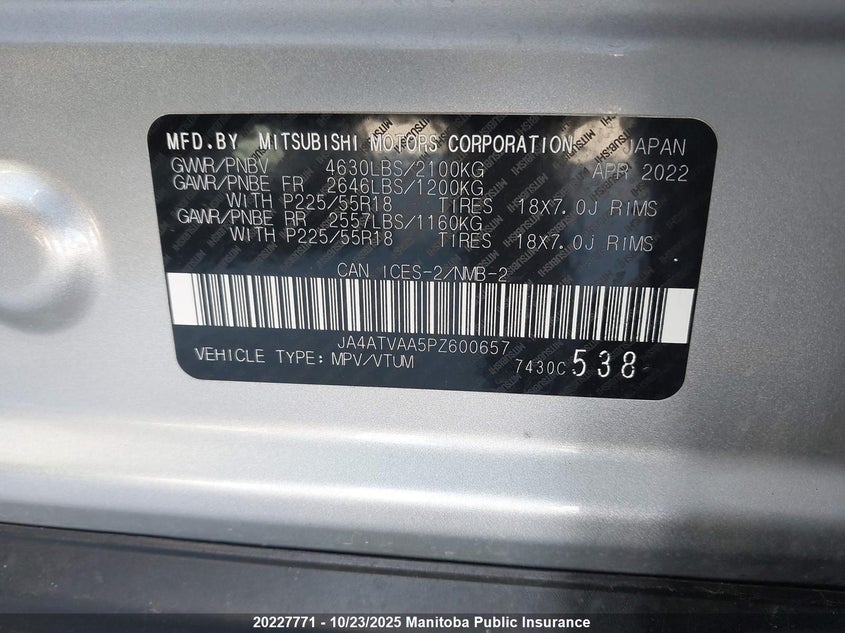 MFD.BY MITSUBISHI MOTORS CORPORATION JAPAN
GVWR/PNBV 4630LBS/2100KG APR 2022
GAWR/PNBE FR 2646LBS/1200KG
WITH P225/55R18 TIRES 18X7.0J RIMS
GAWR/PNBE RR 2557LBS/1160KG
WITH P225/55R18 TIRES 18X7.0J RIMS
CAN ICES-2/NMB-2
JA4ATVAA5PZ600657
VEHICLE TYPE: MPV/VTUM 7430C 538
20227771 - 10/23/2025 Manitoba Public Insurance